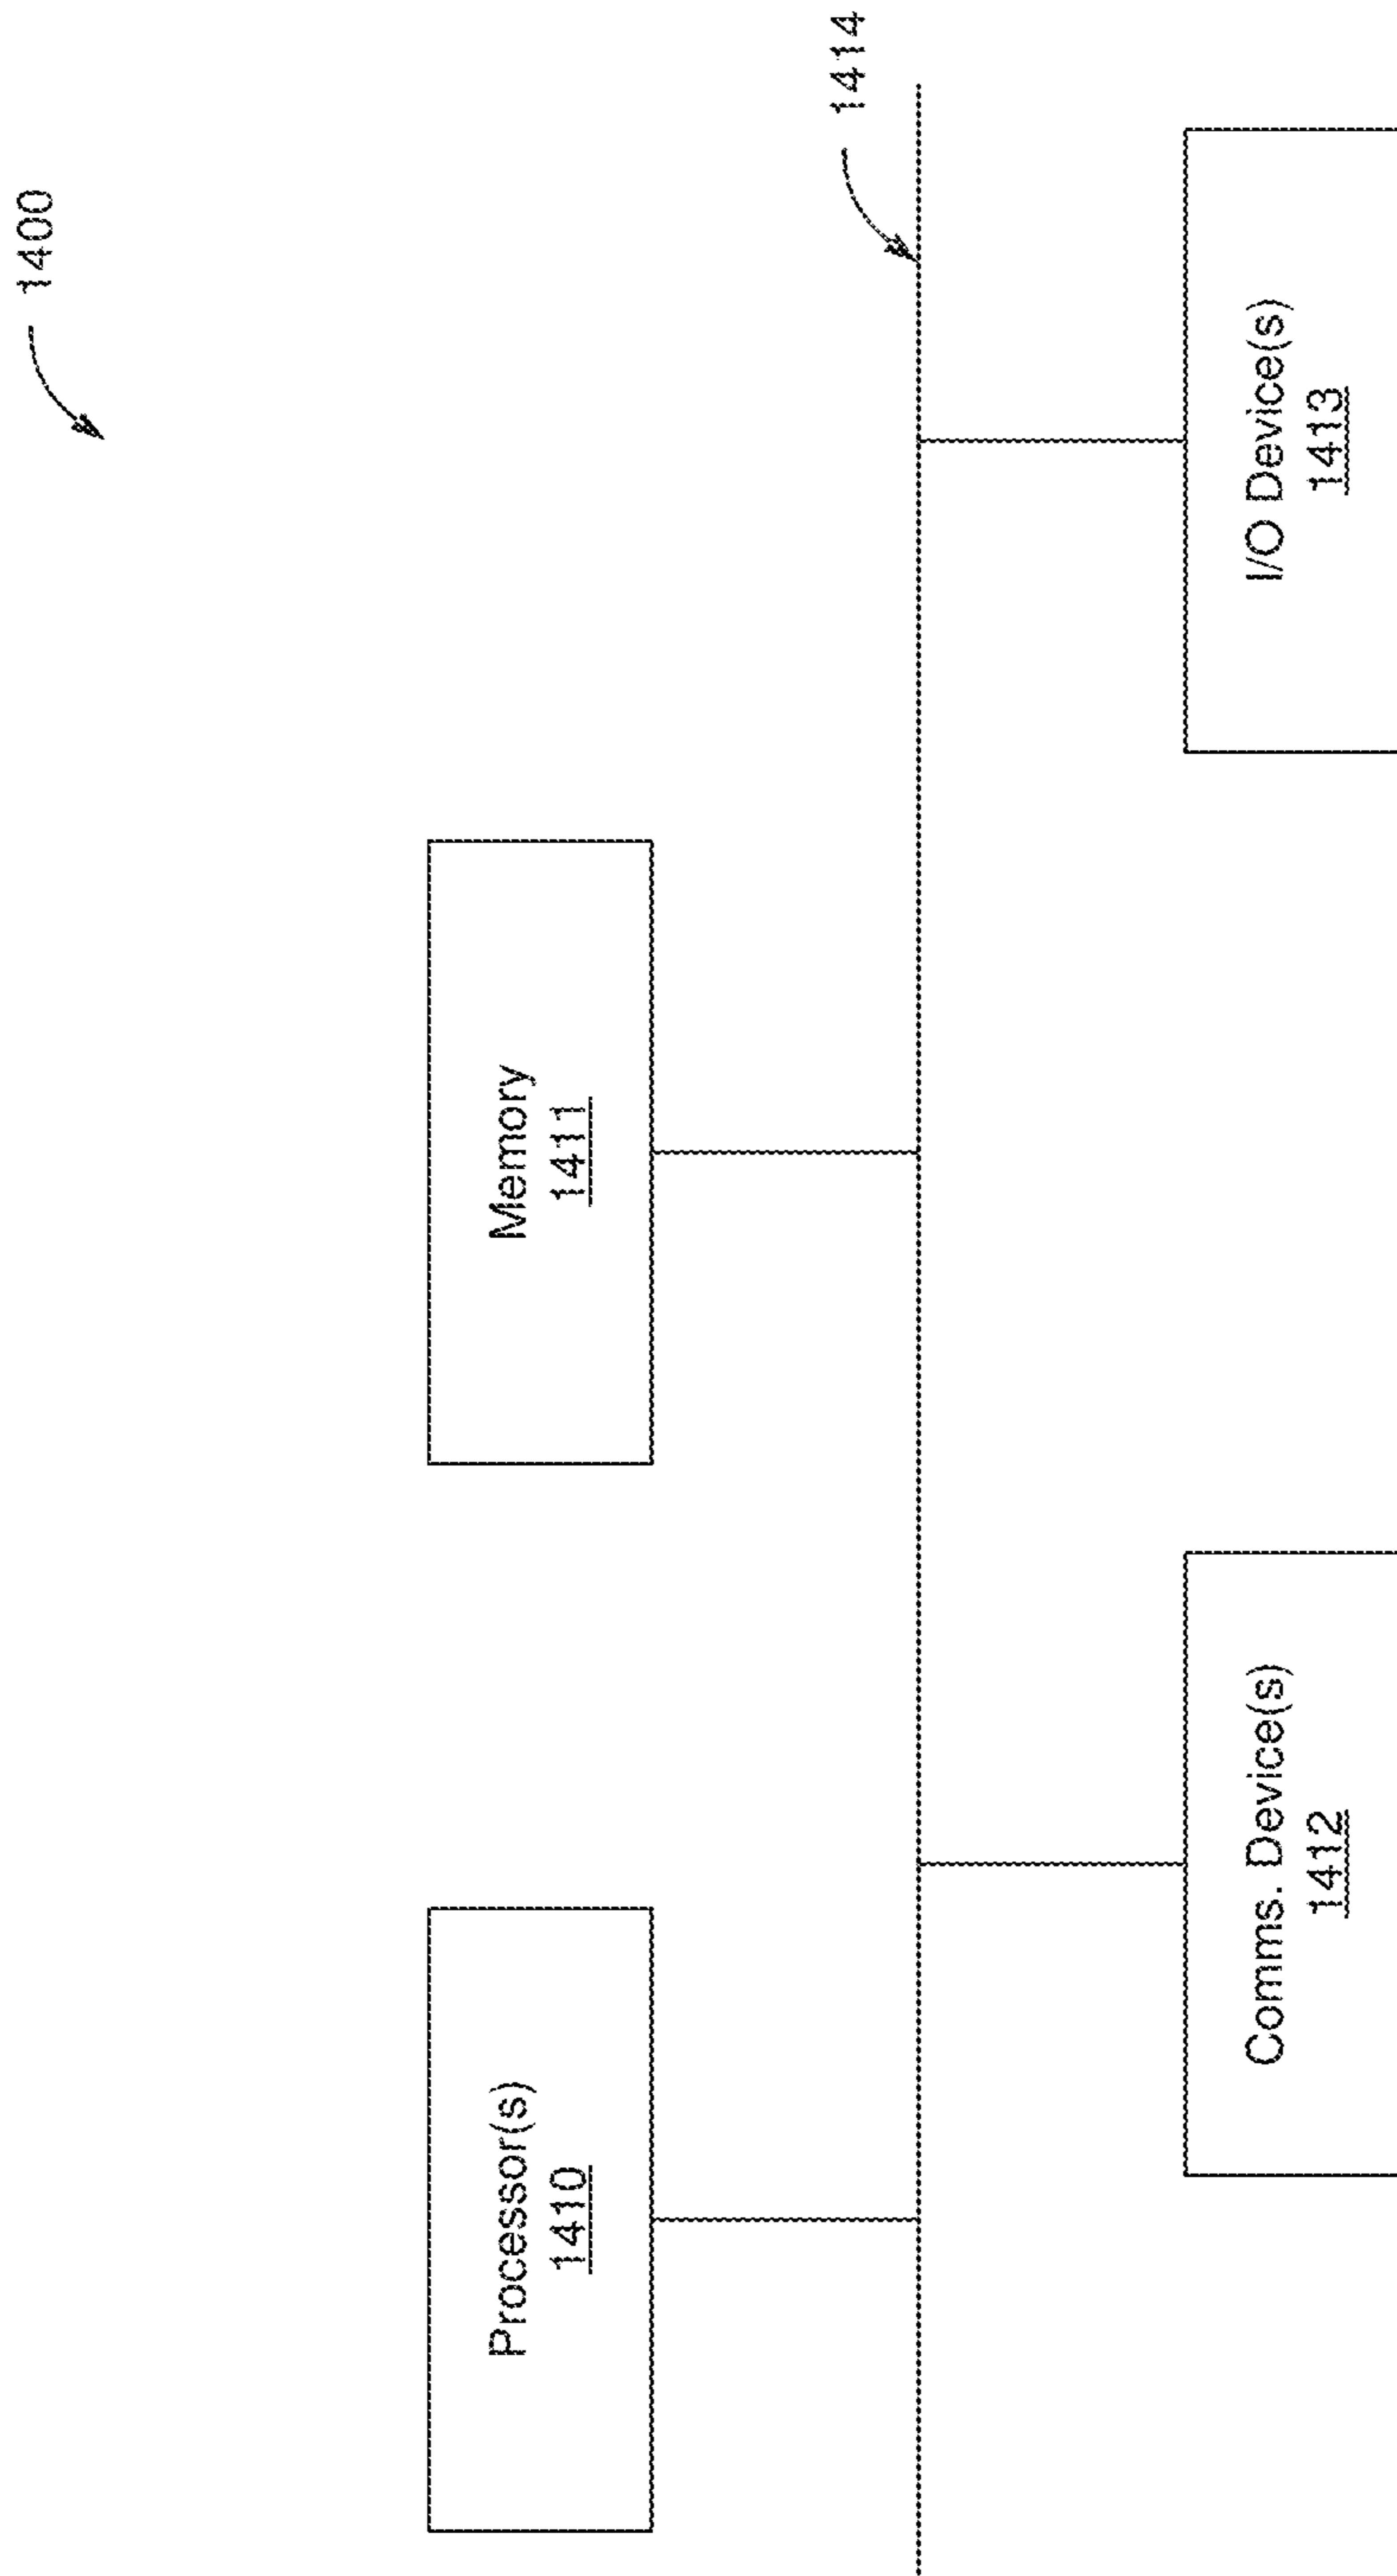 1400
Processor(s)
1410
Memory
1411
1414
Comms. Device(s)
1412
I/O Device(s)
1413